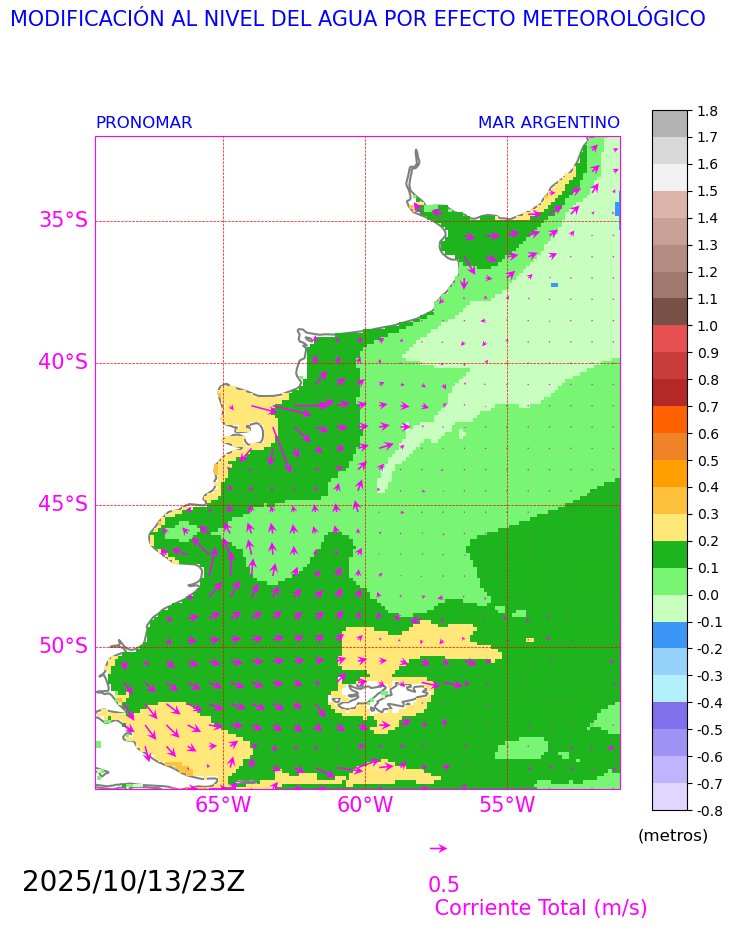 MODIFICACIÓN AL NIVEL DEL AGUA POR EFECTO METEOROLÓGICO
PRONOMAR MAR ARGENTINO
1.8
1.7
1.6
1.5
1.4
1.3
1.2
1.1
1.0
0.9
0.8
0.7
0.6
0.5
0.4
0.3
0.2
0.1
0.0
-0.1
-0.2
-0.3
-0.4
-0.5
-0.6
-0.7
-0.8
(metros)
35°S
40°S
45°S
50°S
65°W 60°W 55°W
2025/10/13/23Z
0.5
Corriente Total (m/s)